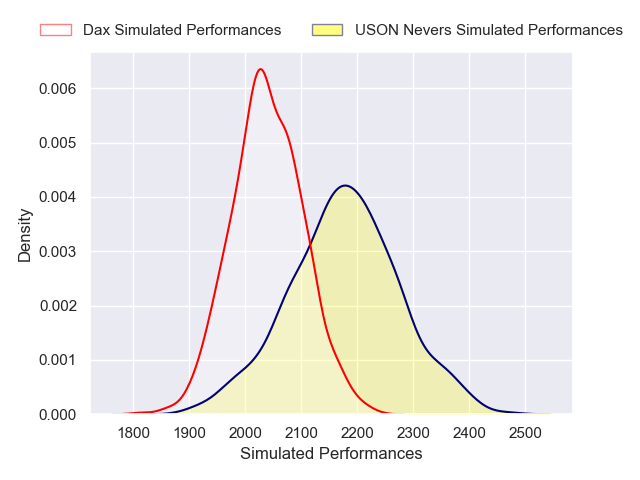 Dax Simulated Performances USON Nevers Simulated Performances
0.006
0.005
0.004
0.003
0.002
0.001
0.000
Density
1800 1900 2000 2100 2200 2300 2400 2500
Simulated Performances